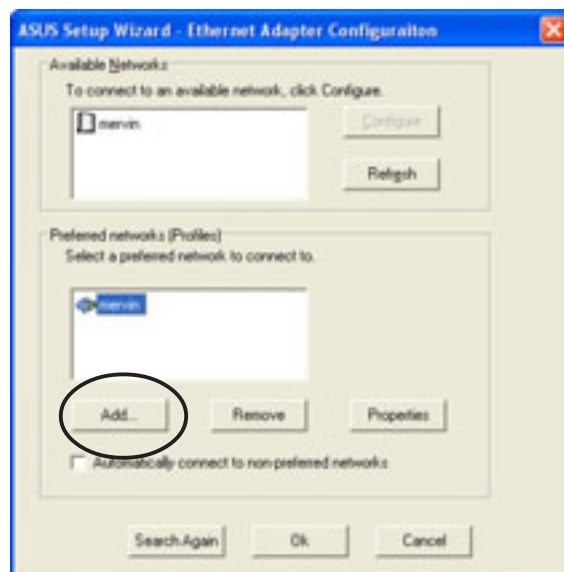 ASUS Setup Wizard - Ethernet Adapter Configuraiton
Available Networks
To connect to an available network, click Configure.
mervin
Configure
Refresh
Preferred networks (Profiles)
Select a preferred network to connect to.
mervin
Add...
Remove
Properties
Automatically connect to non-preferred networks
Search Again
Ok
Cancel